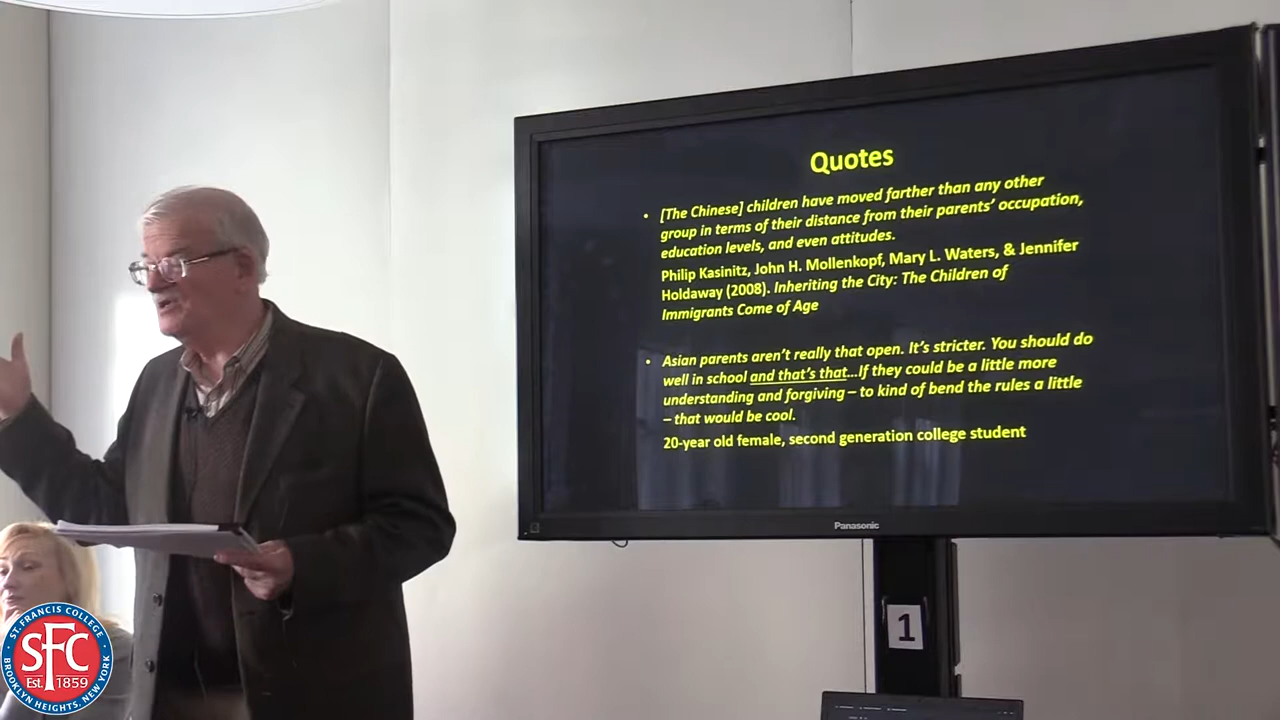 Quotes
• [The Chinese] children have moved farther than any other
group in terms of their distance from their parents' occupation,
education levels, and even attitudes.
Philip Kasinitz, John H. Mollenkopf, Mary L. Waters, & Jennifer
Holdaway (2008). Inheriting the City: The Children of
Immigrants Come of Age
• Asian parents aren't really that open. It's stricter. You should do
well in school and that's that...If they could be a little more
understanding and forgiving – to kind of bend the rules a little
– that would be cool.
20-year old female, second generation college student
Panasonic
1
ST. FRANCIS COLLEGE
SFC
Est. 1859
BROOKLYN HEIGHTS, NEW YORK